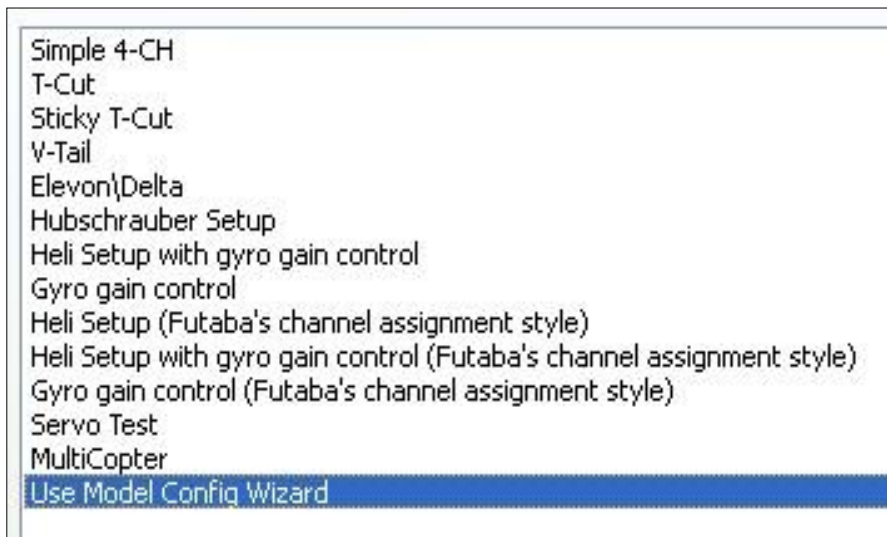 Simple 4-CH
T-Cut
Sticky T-Cut
V-Tail
Elevon\Delta
Hubschrauber Setup
Heli Setup with gyro gain control
Gyro gain control
Heli Setup (Futaba's channel assignment style)
Heli Setup with gyro gain control (Futaba's channel assignment style)
Gyro gain control (Futaba's channel assignment style)
Servo Test
MultiCopter
Use Model Config Wizard